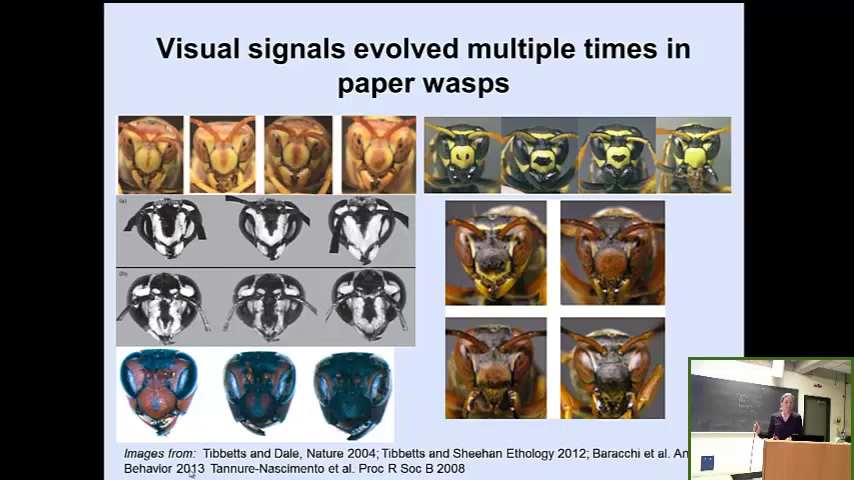 Visual signals evolved multiple times in
paper wasps
(a)
(b)
Images from: Tibbetts and Dale, Nature 2004; Tibbetts and Sheehan Ethology 2012; Baracchi et al. An
Behavior 2013 Tannure-Nascimento et al. Proc R Soc B 2008